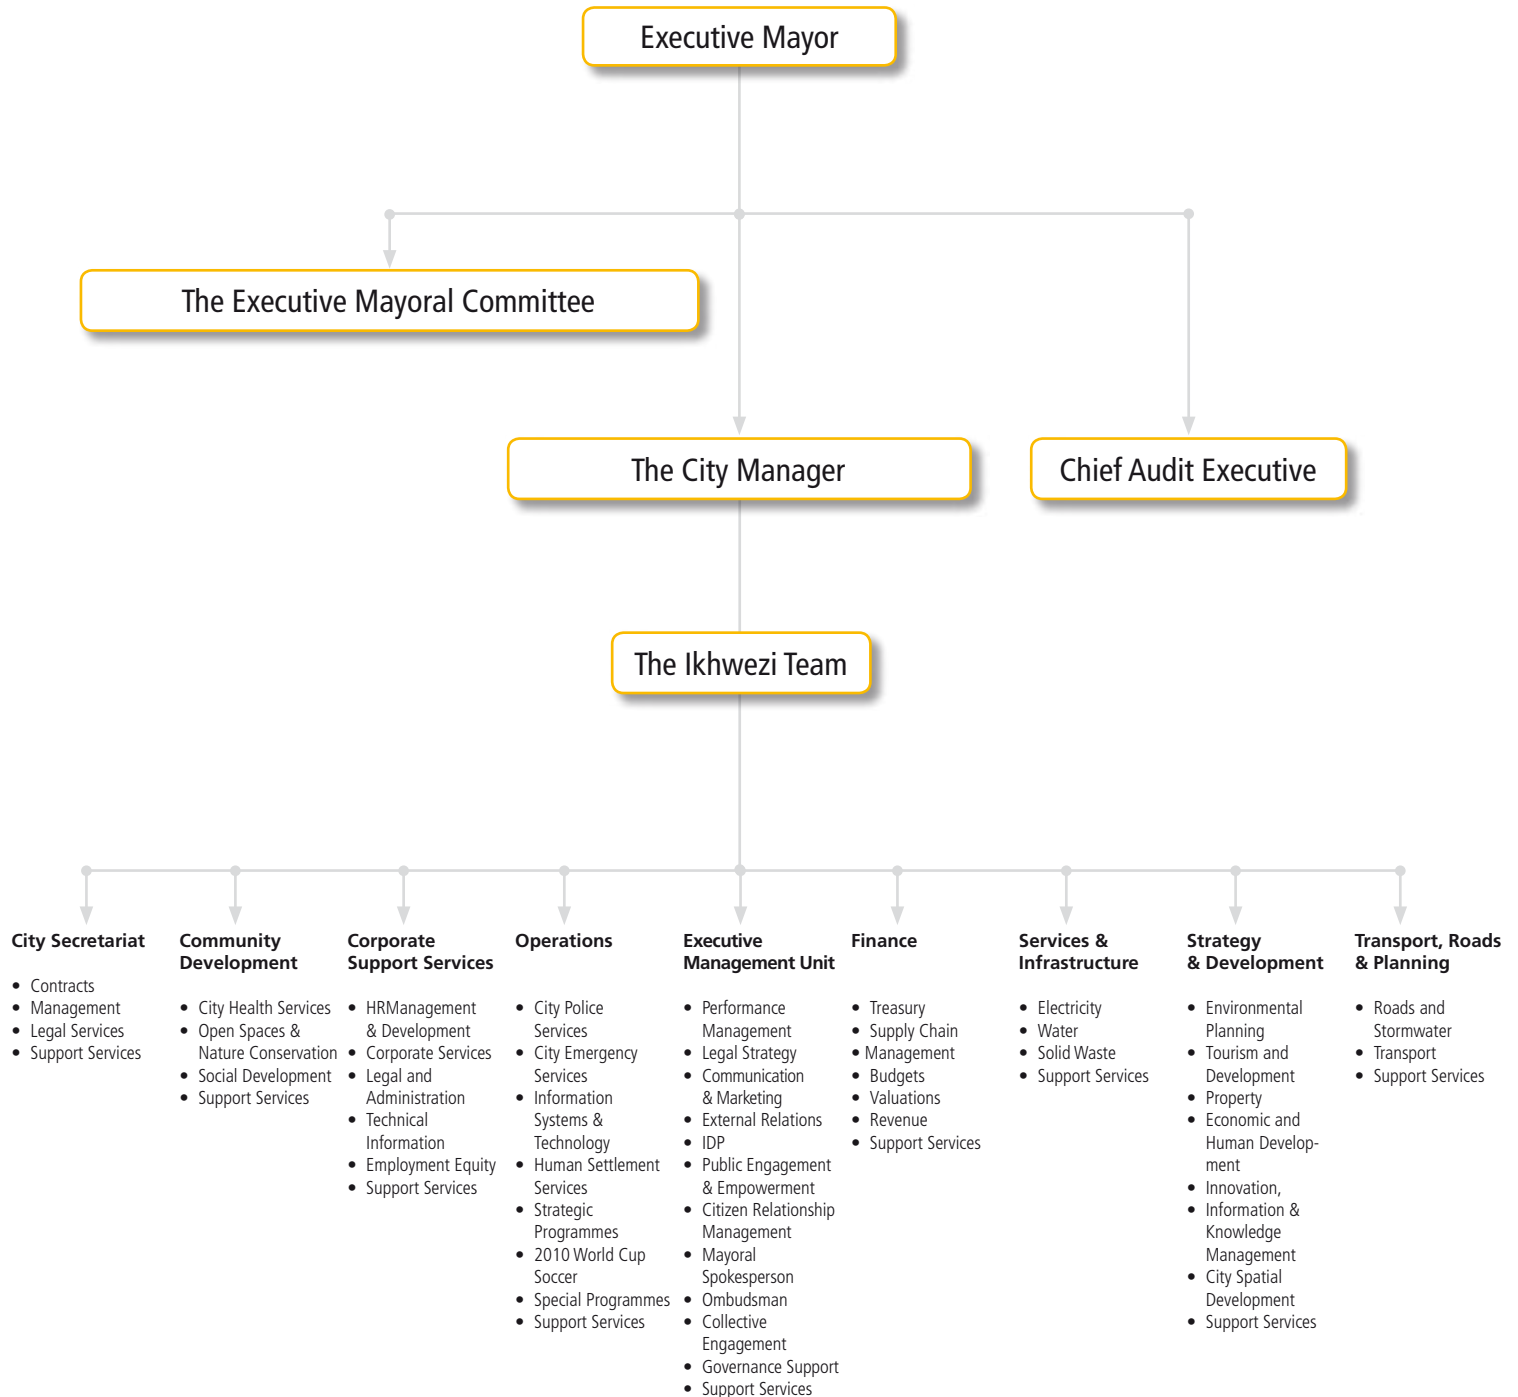 Executive Mayor
The Executive Mayoral Committee
The City Manager
Chief Audit Executive
The Ikhwezi Team
City Secretariat
• Contracts
• Management
• Legal Services
• Support Services
Community
Development
• City Health Services
• Open Spaces &
Nature Conservation
• Social Development
• Support Services
Corporate
Support Services
• HRManagement
& Development
• Corporate Services
• Legal and
Administration
• Technical
Information
• Employment Equity
• Support Services
Operations
• City Police
Services
• City Emergency
Services
• Information
Systems &
Technology
• Human Settlement
Services
• Strategic
Programmes
• 2010 World Cup
Soccer
• Special Programmes
• Support Services
Executive
Management Unit
• Performance
Management
• Legal Strategy
• Communication
& Marketing
• External Relations
• IDP
• Public Engagement
& Empowerment
• Citizen Relationship
Management
• Mayoral
Spokesperson
• Ombudsman
• Collective
Engagement
• Governance Support
• Support Services
Finance
• Treasury
• Supply Chain
• Management
• Budgets
• Valuations
• Revenue
• Support Services
Services &
Infrastructure
• Electricity
• Water
• Solid Waste
• Support Services
Strategy
& Development
• Environmental
Planning
• Tourism and
Development
• Property
• Economic and
Human Develop-
ment
• Innovation,
• Information &
Knowledge
Management
• City Spatial
Development
• Support Services
Transport, Roads
& Planning
• Roads and
Stormwater
• Transport
• Support Services